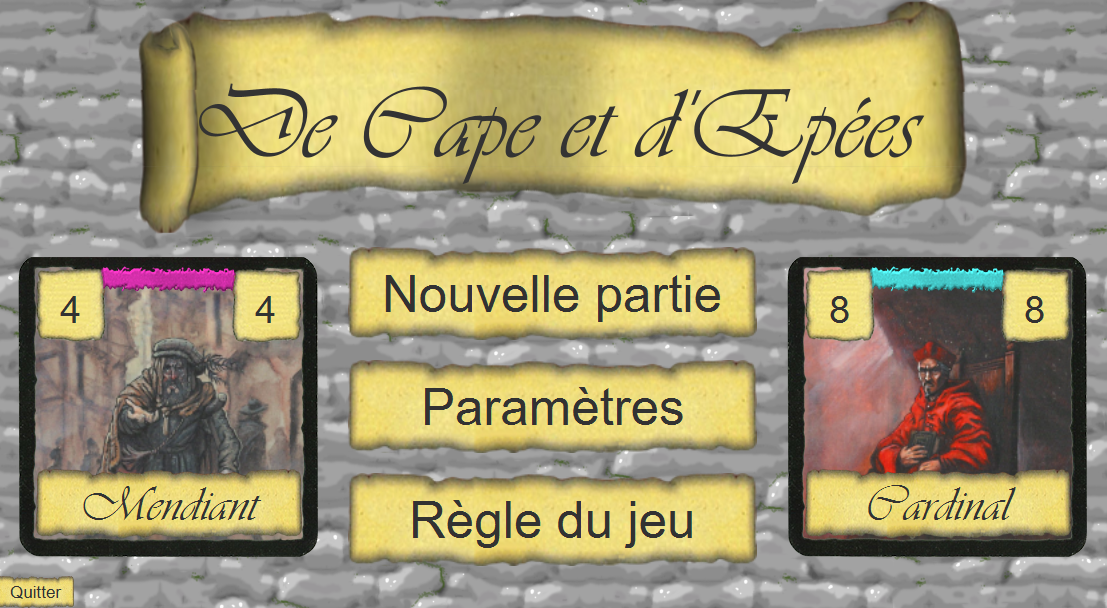 De Cape et d'Epées
4
4
Mendiant
Nouvelle partie
Paramètres
Règle du jeu
8
8
Cardinal
Quitter